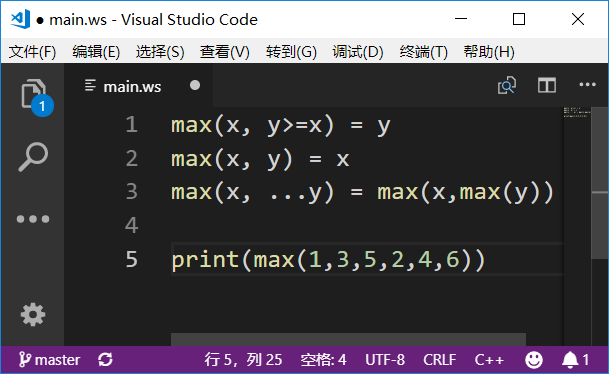 ● main.ws - Visual Studio Code
文件(F) 编辑(E) 选择(S) 查看(V) 转到(G) 调试(D) 终端(T) 帮助(H)
main.ws ●
1
1 max(x, y>=x) = y
2 max(x, y) = x
3 max(x, ...y) = max(x,max(y))
4
5 print(max(1,3,5,2,4,6))
master 行 5，列 25 空格: 4 UTF-8 CRLF C++ 1